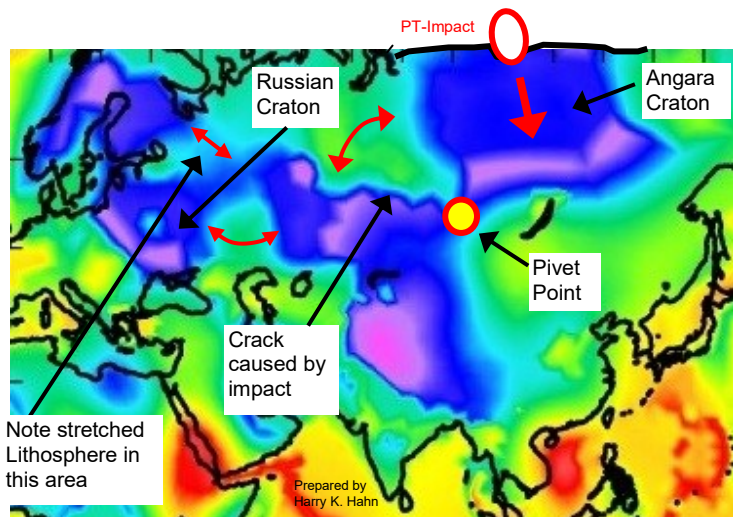 PT-Impact
Russian
Craton
Angara
Craton
Pivet
Point
Crack
caused by
impact
Note stretched
Lithosphere in
this area
Prepared by
Harry K. Hahn